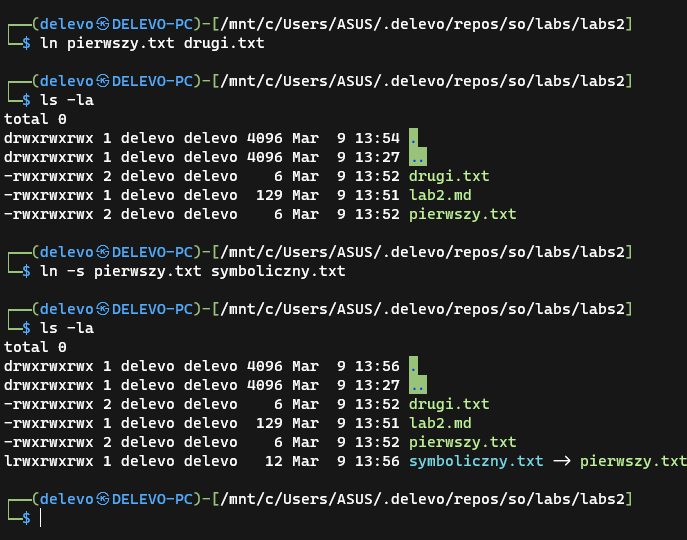 ┌──(delevo㉿DELEVO-PC)-[/mnt/c/Users/ASUS/.delevo/repos/so/labs/labs2]
└─$ ln pierwszy.txt drugi.txt
┌──(delevo㉿DELEVO-PC)-[/mnt/c/Users/ASUS/.delevo/repos/so/labs/labs2]
└─$ ls -la
total 0
drwxrwxrwx 1 delevo delevo 4096 Mar  9 13:54 .
drwxrwxrwx 1 delevo delevo 4096 Mar  9 13:27 ..
-rwxrwxrwx 2 delevo delevo    6 Mar  9 13:52 drugi.txt
-rwxrwxrwx 1 delevo delevo  129 Mar  9 13:51 lab2.md
-rwxrwxrwx 2 delevo delevo    6 Mar  9 13:52 pierwszy.txt
┌──(delevo㉿DELEVO-PC)-[/mnt/c/Users/ASUS/.delevo/repos/so/labs/labs2]
└─$ ln -s pierwszy.txt symboliczny.txt
┌──(delevo㉿DELEVO-PC)-[/mnt/c/Users/ASUS/.delevo/repos/so/labs/labs2]
└─$ ls -la
total 0
drwxrwxrwx 1 delevo delevo 4096 Mar  9 13:56 .
drwxrwxrwx 1 delevo delevo 4096 Mar  9 13:27 ..
-rwxrwxrwx 2 delevo delevo    6 Mar  9 13:52 drugi.txt
-rwxrwxrwx 1 delevo delevo  129 Mar  9 13:51 lab2.md
-rwxrwxrwx 2 delevo delevo    6 Mar  9 13:52 pierwszy.txt
lrwxrwxrwx 1 delevo delevo   12 Mar  9 13:56 symboliczny.txt -> pierwszy.txt
┌──(delevo㉿DELEVO-PC)-[/mnt/c/Users/ASUS/.delevo/repos/so/labs/labs2]
└─$